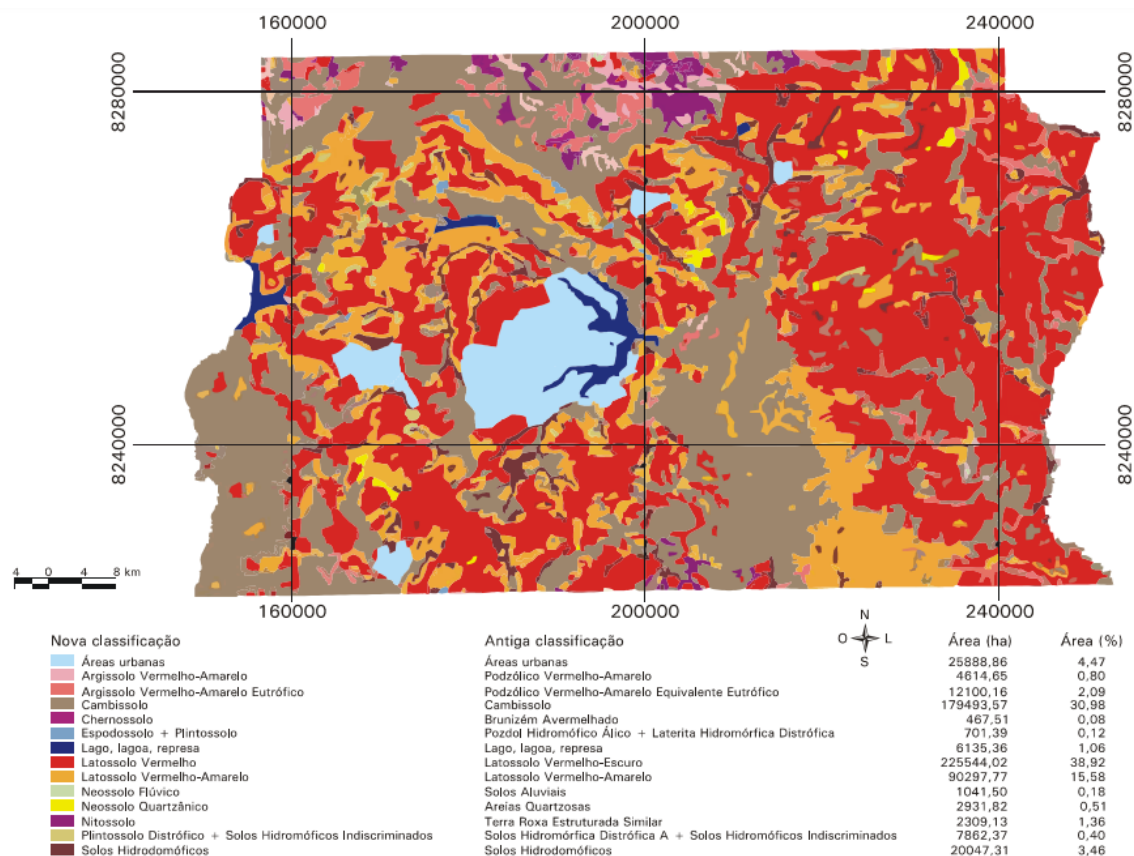 160000 200000 240000
8280000 8280000
8240000 8240000
4 0 4 8 km
160000 200000 240000
N
O L
S
Nova classificação Antiga classificação Área (ha) Área (%)
Áreas urbanas Áreas urbanas 25888,86 4,47
Argissolo Vermelho-Amarelo Podzólico Vermelho-Amarelo 4614,65 0,80
Argissolo Vermelho-Amarelo Eutrófico Podzólico Vermelho-Amarelo Equivalente Eutrófico 12100,16 2,09
Cambissolo Cambissolo 179493,57 30,98
Chernossolo Brunizém Avermelhado 467,51 0,08
Espodossolo + Plintossolo Pozdol Hidromófico Álico + Laterita Hidromórfica Distrófica 701,39 0,12
Lago, lagoa, represa Lago, lagoa, represa 6135,36 1,06
Latossolo Vermelho Latossolo Vermelho-Escuro 225544,02 38,92
Latossolo Vermelho-Amarelo Latossolo Vermelho-Amarelo 90297,77 15,58
Neossolo Flúvico Solos Aluviais 1041,50 0,18
Neossolo Quartzânico Areias Quartzosas 2931,82 0,51
Nitossolo Terra Roxa Estruturada Similar 2309,13 1,36
Plintossolo Distrófico + Solos Hidromóficos Indiscriminados Solos Hidromórfica Distrófica A + Solos Hidromóficos Indiscriminados 7862,37 0,40
Solos Hidrodomóficos Solos Hidrodomóficos 20047,31 3,46